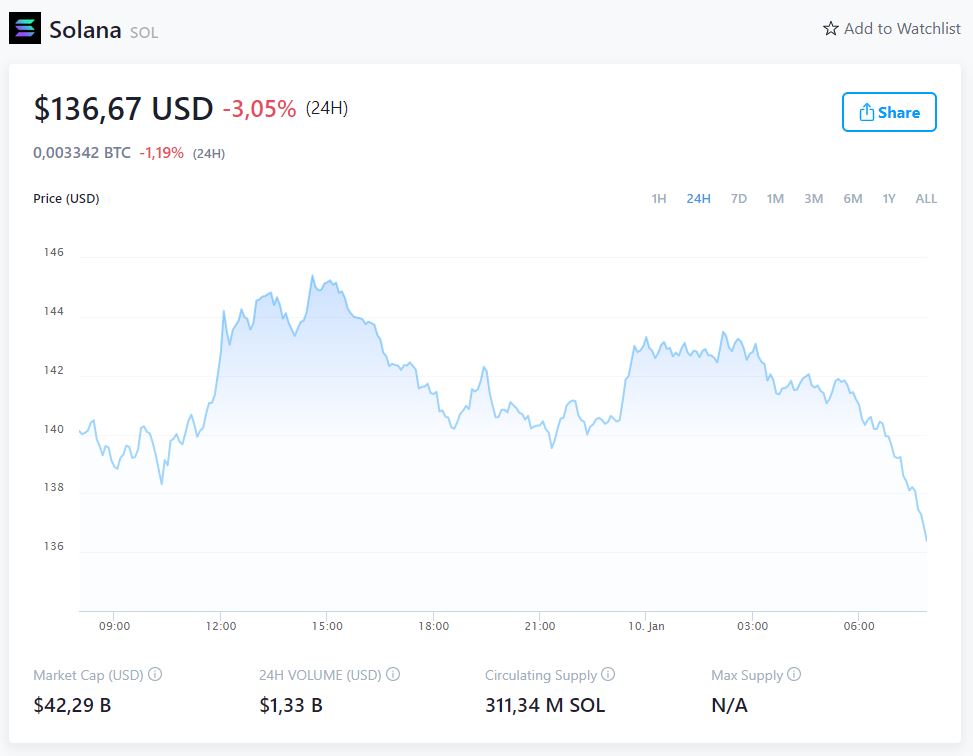 Solana SOL
Add to Watchlist
$136,67 USD -3,05% (24H)
Share
0,003342 BTC -1,19% (24H)
Price (USD)
1H 24H 7D 1M 3M 6M 1Y ALL
146
144
142
140
138
136
09:00 12:00 15:00 18:00 21:00 10. Jan 03:00 06:00
Market Cap (USD) 24H VOLUME (USD) Circulating Supply Max Supply
$42,29 B $1,33 B 311,34 M SOL N/A